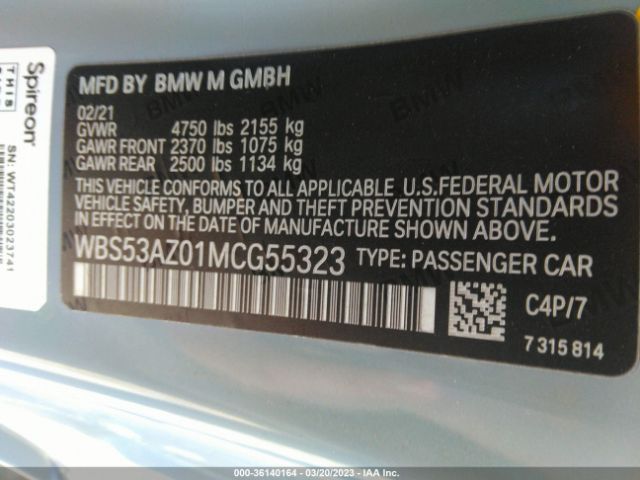 MFD BY BMW M GMBH
02/21
GVWR 4750 lbs 2155 kg
GAWR FRONT 2370 lbs 1075 kg
GAWR REAR 2500 lbs 1134 kg
THIS VEHICLE CONFORMS TO ALL APPLICABLE U.S.FEDERAL MOTOR
VEHICLE SAFETY, BUMPER AND THEFT PREVENTION STANDARDS
IN EFFECT ON THE DATE OF MANUFACTURE SHOWN ABOVE.
WBS53AZ01MCG55323 TYPE: PASSENGER CAR
C4P/7
7 315 814
Spireon
THIS
SN: WT42203023741
000-36140164 - 03/20/2023 - IAA Inc.